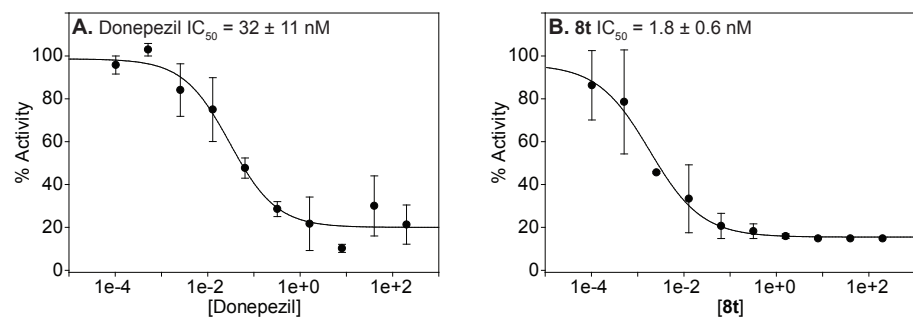 A. Donepezil IC50 = 32 ± 11 nM
% Activity
100
80
60
40
20
0
1e-4
1e-2
1e+0
1e+2
[Donepezil]
B. 8t IC50 = 1.8 ± 0.6 nM
% Activity
100
80
60
40
20
0
1e-4
1e-2
1e+0
1e+2
[8t]